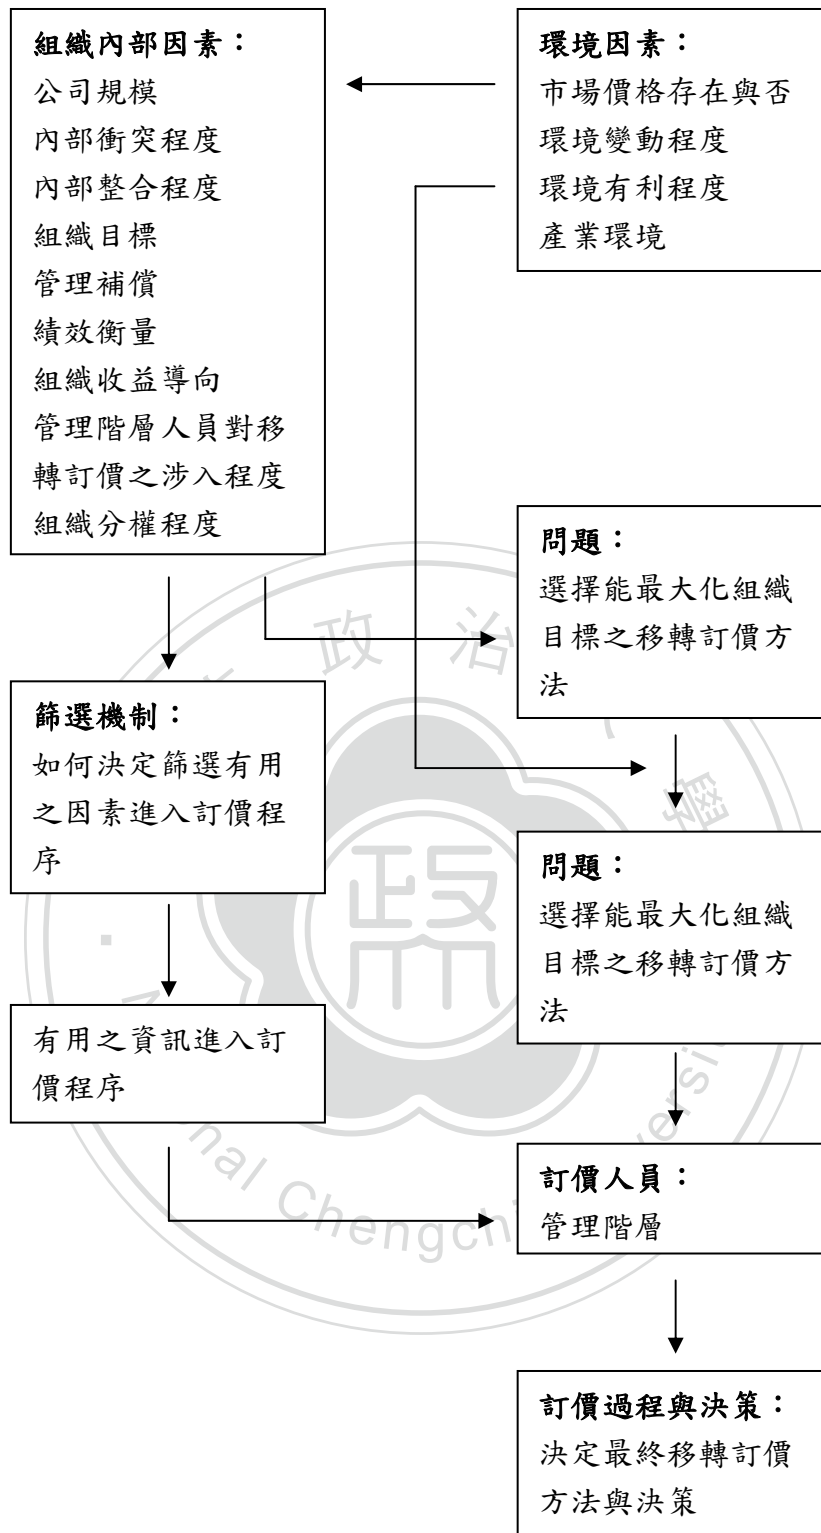 組織內部因素：
公司規模
內部衝突程度
內部整合程度
組織目標
管理補償
績效衡量
組織收益導向
管理階層人員對移
轉訂價之涉入程度
組織分權程度
環境因素：
市場價格存在與否
環境變動程度
環境有利程度
產業環境
問題：
選擇能最大化組織
目標之移轉訂價方
法
篩選機制：
如何決定篩選有用
之因素進入訂價程
序
問題：
選擇能最大化組織
目標之移轉訂價方
法
有用之資訊進入訂
價程序
訂價人員：
管理階層
訂價過程與決策：
決定最終移轉訂價
方法與決策
政 治
學
政
Chengchi